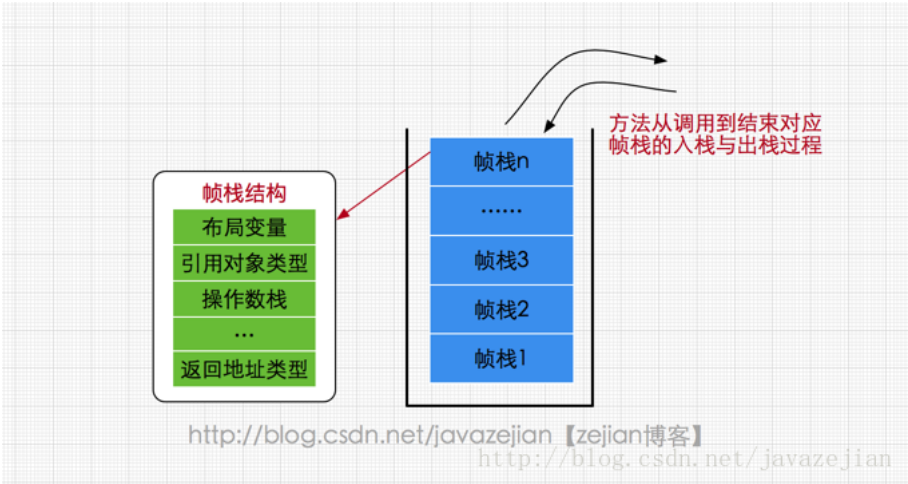 方法从调用到结束对应
帧栈的入栈与出栈过程
帧栈n
······
帧栈3
帧栈2
帧栈1
帧栈结构
布局变量
引用对象类型
操作数栈
···
返回地址类型
http://blog.csdn.net/javazejian【zejian博客】
http://blog.csdn.net/javazejian